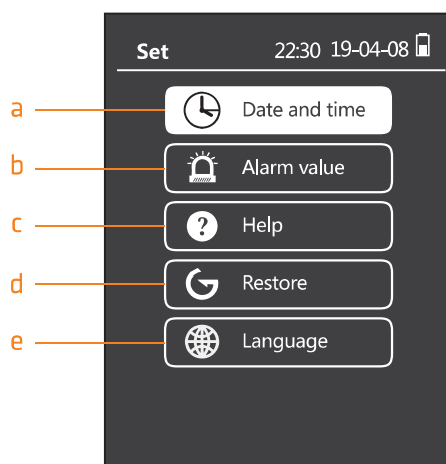 Set 22:30 19-04-08
a Date and time
b Alarm value
c ? Help
d Restore
e Language